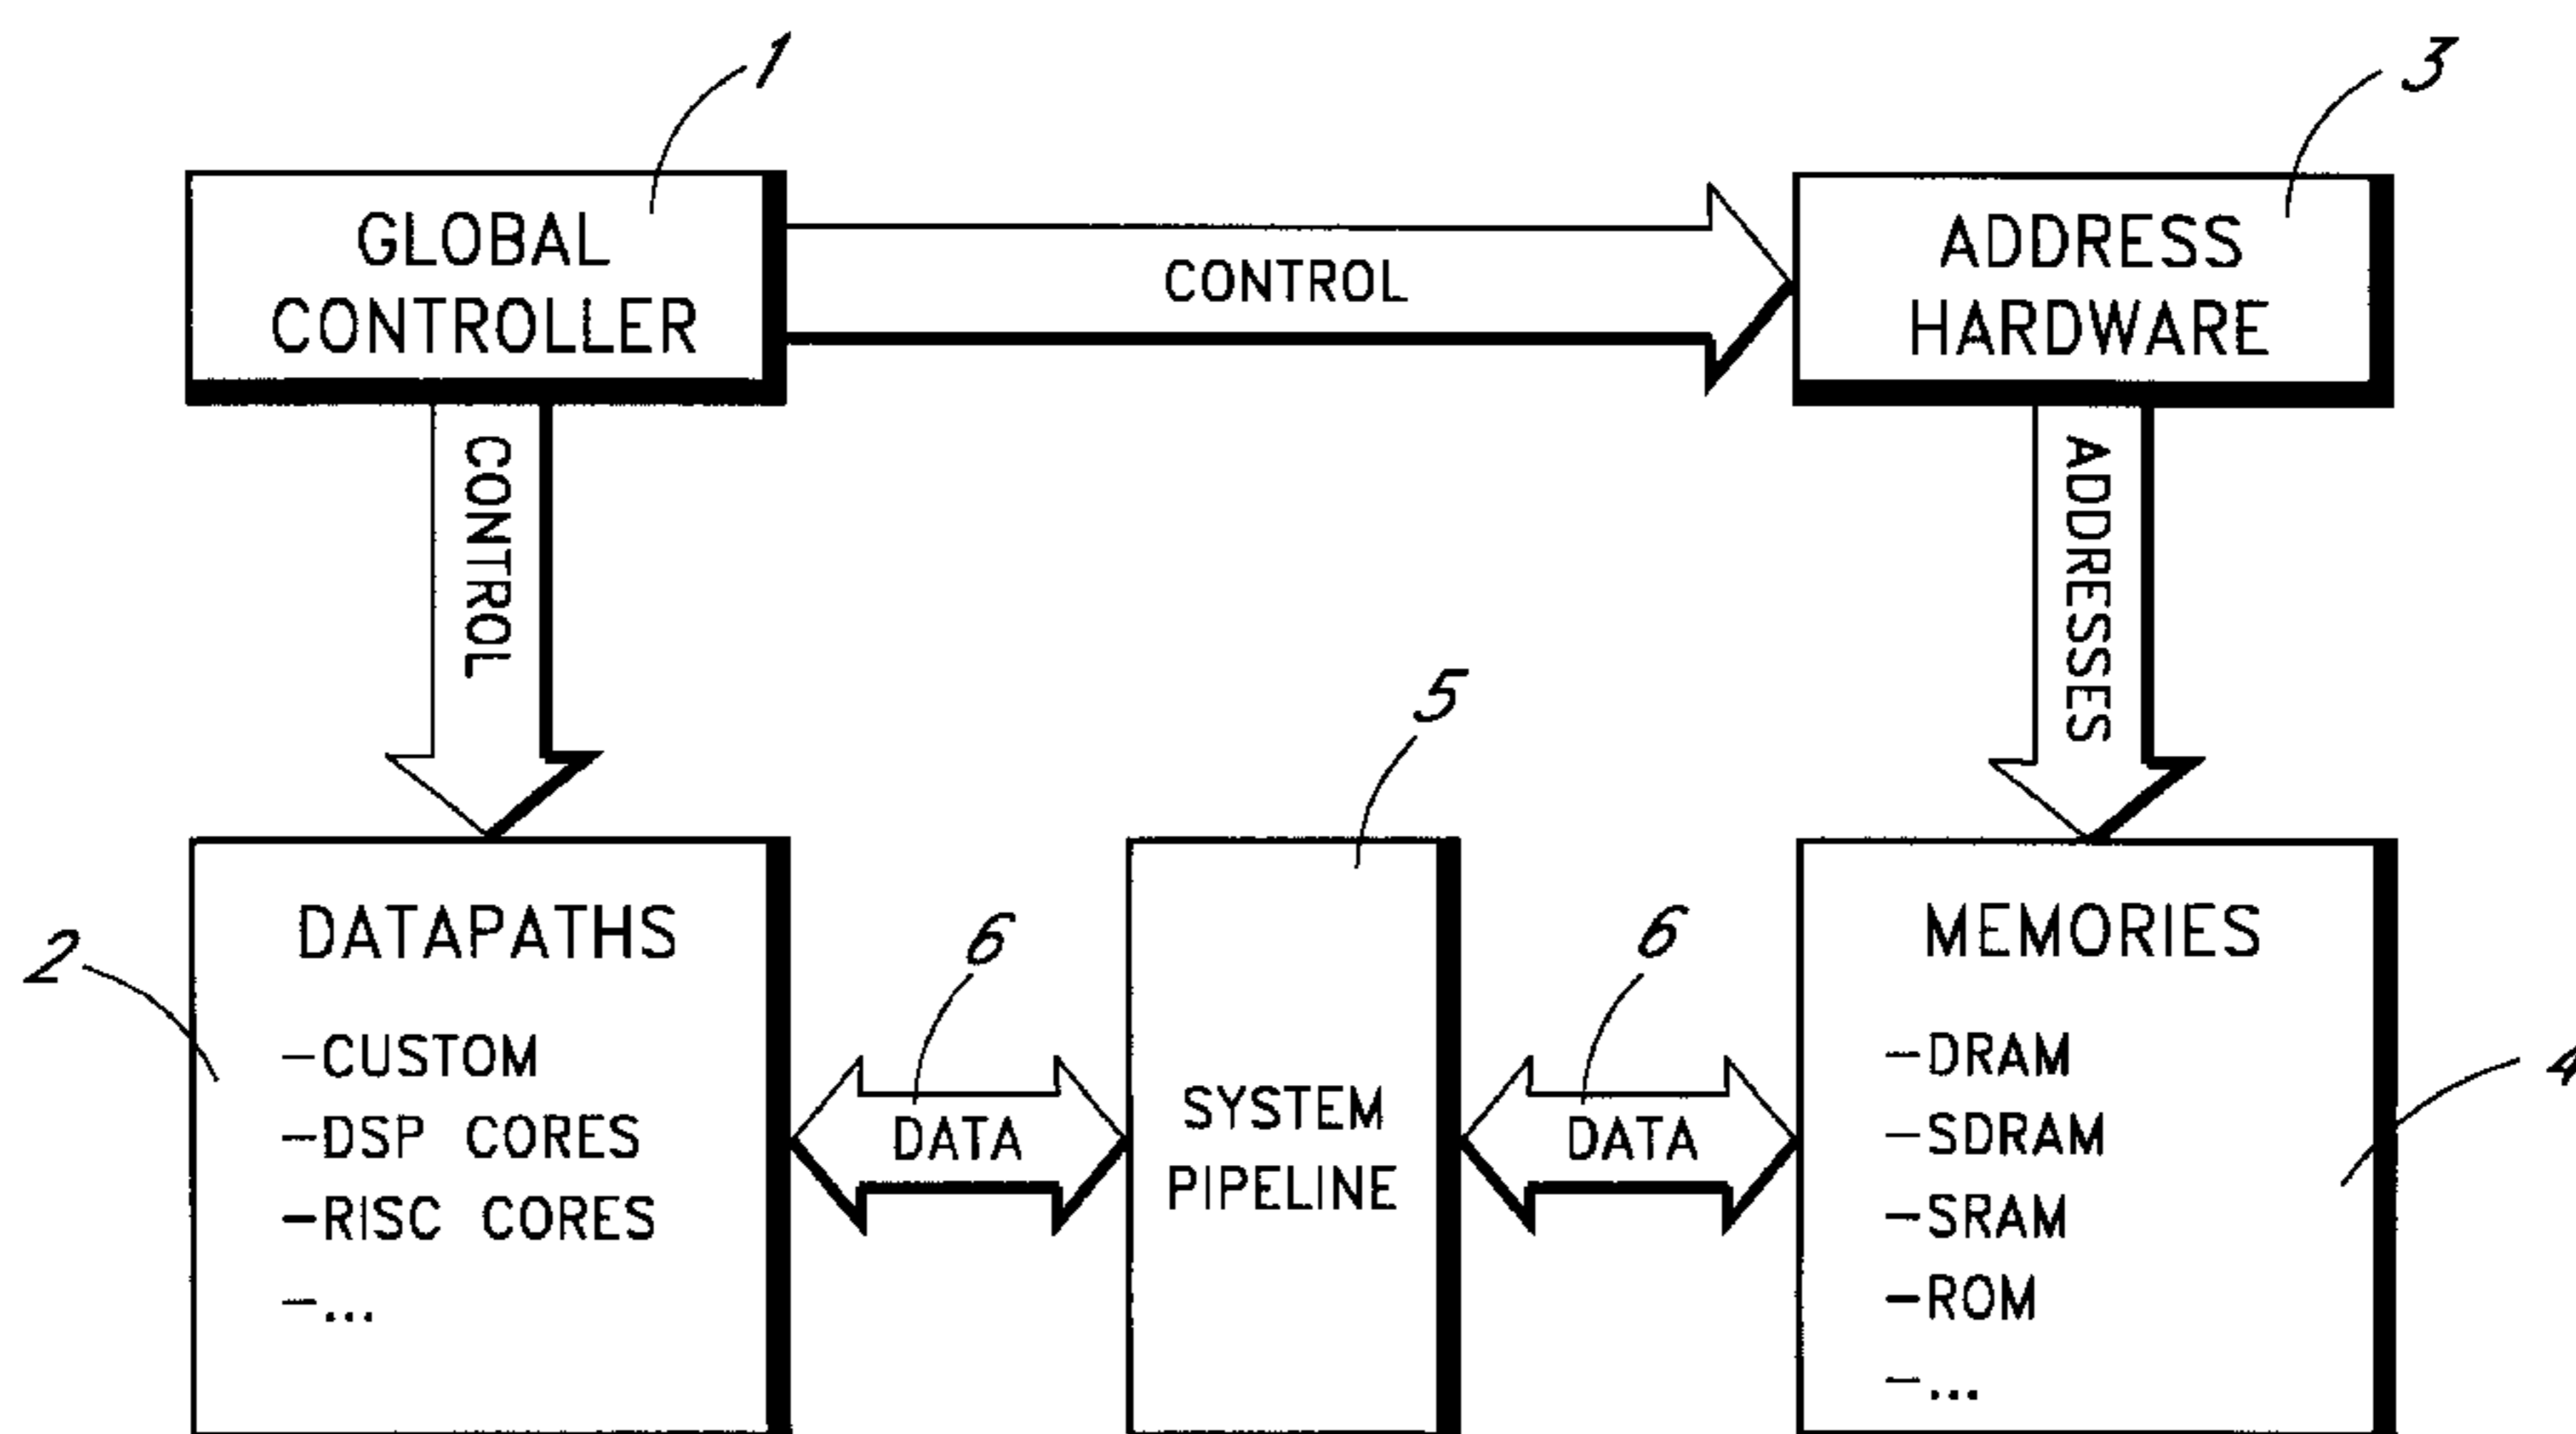 1
3
GLOBAL
CONTROLLER
CONTROL
ADDRESS
HARDWARE
CONTROL
ADDRESSES
5
2
DATAPATHS
-CUSTOM
-DSP CORES
-RISC CORES
-...
6
DATA
SYSTEM
PIPELINE
6
DATA
MEMORIES
-DRAM
-SDRAM
-SRAM
-ROM
-...
4